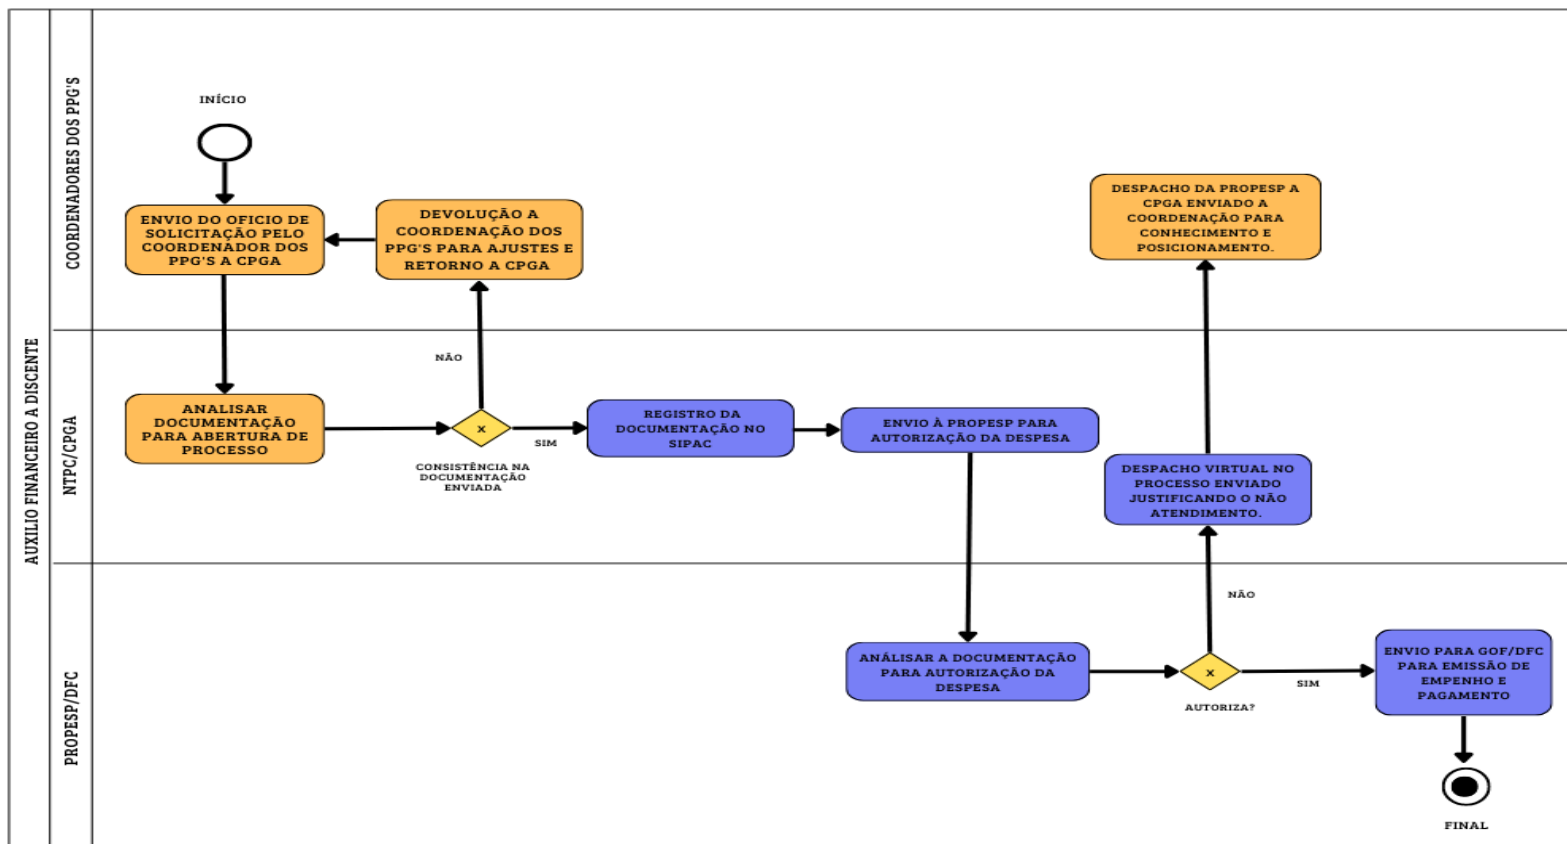 AUXILIO FINANCEIRO A DISCENTE
COORDENADORES DOS PPG'S
INÍCIO
ENVIO DO OFICIO DE
SOLICITAÇÃO PELO
COORDENADOR DOS
PPG'S A CPGA
DEVOLUÇÃO A
COORDENAÇÃO DOS
PPG'S PARA AJUSTES E
RETORNO A CPGA
DESPACHO DA PROPESP A
CPGA ENVIADO A
COORDENAÇÃO PARA
CONHECIMENTO E
POSICIONAMENTO.
NTPC/CPGA
ANALISAR
DOCUMENTAÇÃO
PARA ABERTURA DE
PROCESSO
NÃO
X
SIM
CONSISTÊNCIA NA
DOCUMENTAÇÃO
ENVIADA
REGISTRO DA
DOCUMENTAÇÃO NO
SIPAC
ENVIO À PROPESP PARA
AUTORIZAÇÃO DA DESPESA
DESPACHO VIRTUAL NO
PROCESSO ENVIADO
JUSTIFICANDO O NÃO
ATENDIMENTO.
PROPESP/DFC
ANÁLISAR A DOCUMENTAÇÃO
PARA AUTORIZAÇÃO DA
DESPESA
NÃO
X
SIM
AUTORIZA?
ENVIO PARA GOF/DFC
PARA EMISSÃO DE
EMPENHO E
PAGAMENTO
FINAL